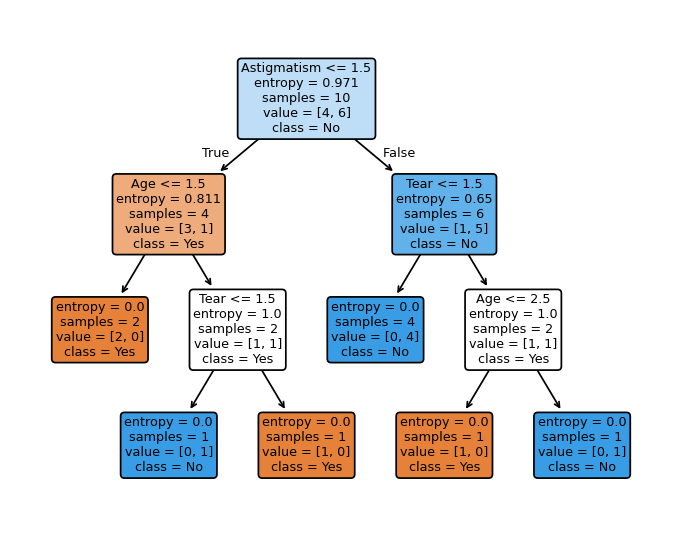 Astigmatism <= 1.5
entropy = 0.971
samples = 10
value = [4, 6]
class = No
True
False
Age <= 1.5
entropy = 0.811
samples = 4
value = [3, 1]
class = Yes
Tear <= 1.5
entropy = 0.65
samples = 6
value = [1, 5]
class = No
entropy = 0.0
samples = 2
value = [2, 0]
class = Yes
Tear <= 1.5
entropy = 1.0
samples = 2
value = [1, 1]
class = Yes
entropy = 0.0
samples = 4
value = [0, 4]
class = No
Age <= 2.5
entropy = 1.0
samples = 2
value = [1, 1]
class = Yes
entropy = 0.0
samples = 1
value = [0, 1]
class = No
entropy = 0.0
samples = 1
value = [1, 0]
class = Yes
entropy = 0.0
samples = 1
value = [1, 0]
class = Yes
entropy = 0.0
samples = 1
value = [0, 1]
class = No